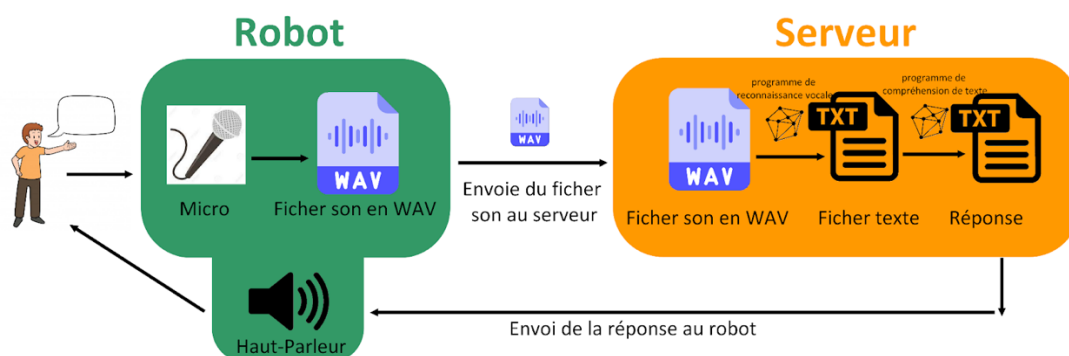 Robot
Serveur
programme de
reconnaissance vocale
programme de
compréhension de texte
WAV
WAV
WAV
TXT
TXT
Micro
Ficher son en WAV
Envoie du ficher
son au serveur
Ficher son en WAV
Ficher texte
Réponse
Haut-Parleur
Envoi de la réponse au robot